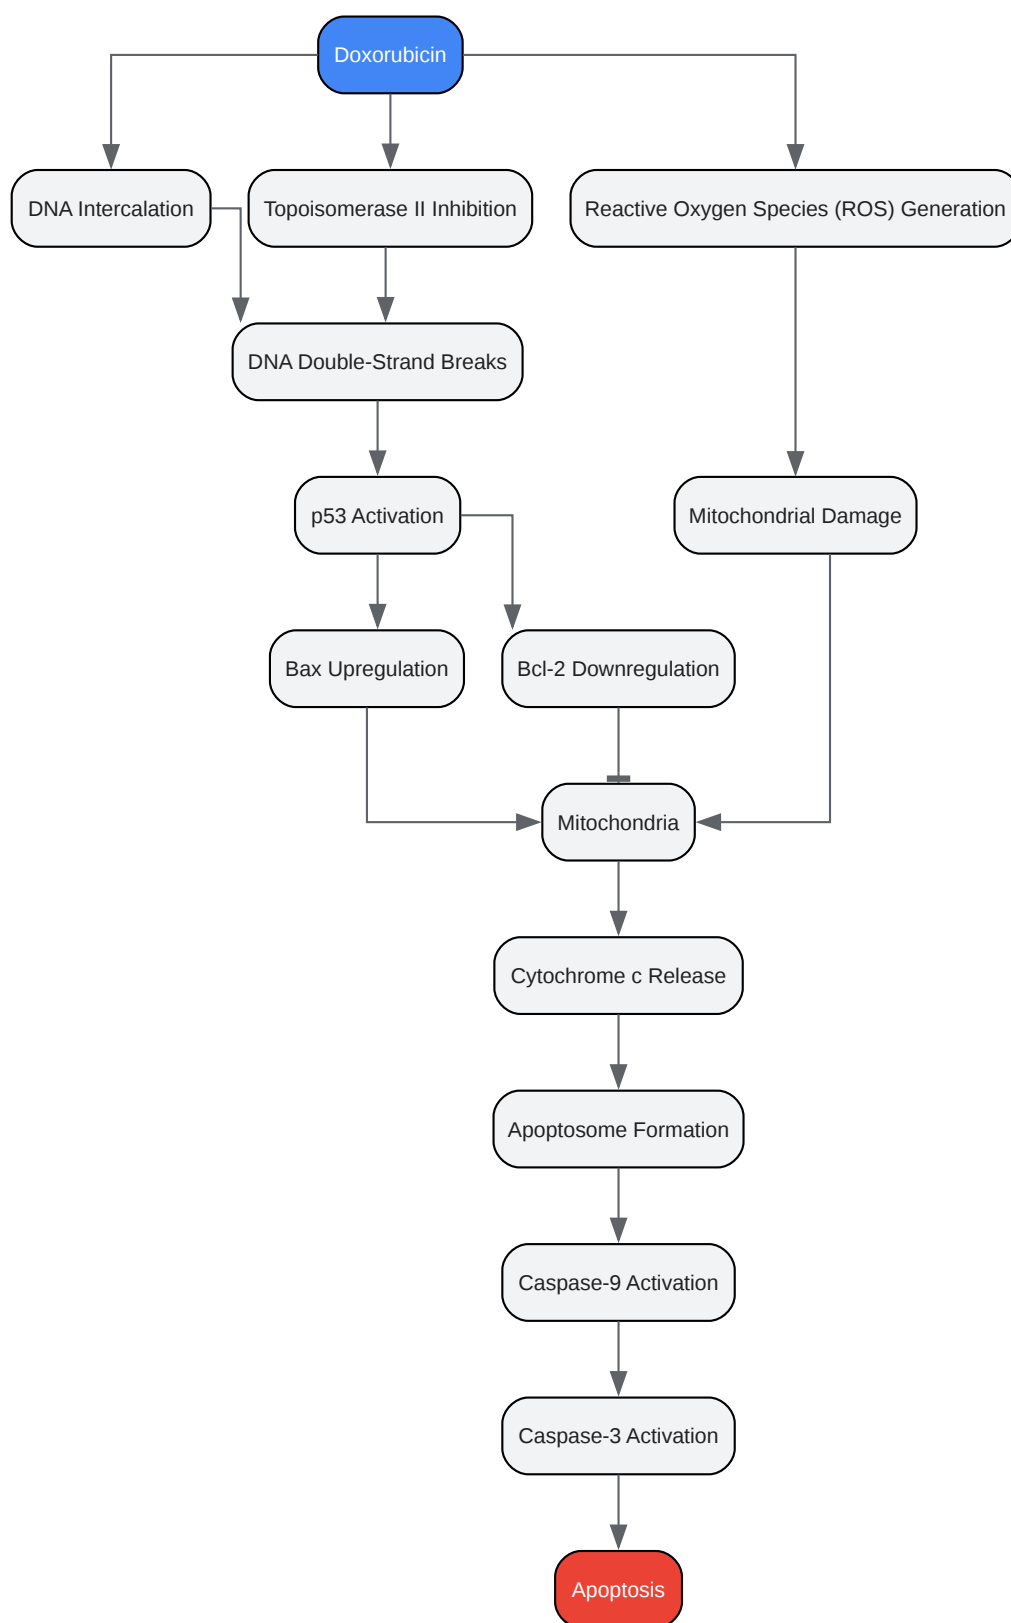 Doxorubicin
DNA Intercalation
Topoisomerase II Inhibition
Reactive Oxygen Species (ROS) Generation
DNA Double-Strand Breaks
p53 Activation
Mitochondrial Damage
Bax Upregulation
Bcl-2 Downregulation
Mitochondria
Cytochrome c Release
Apoptosome Formation
Caspase-9 Activation
Caspase-3 Activation
Apoptosis